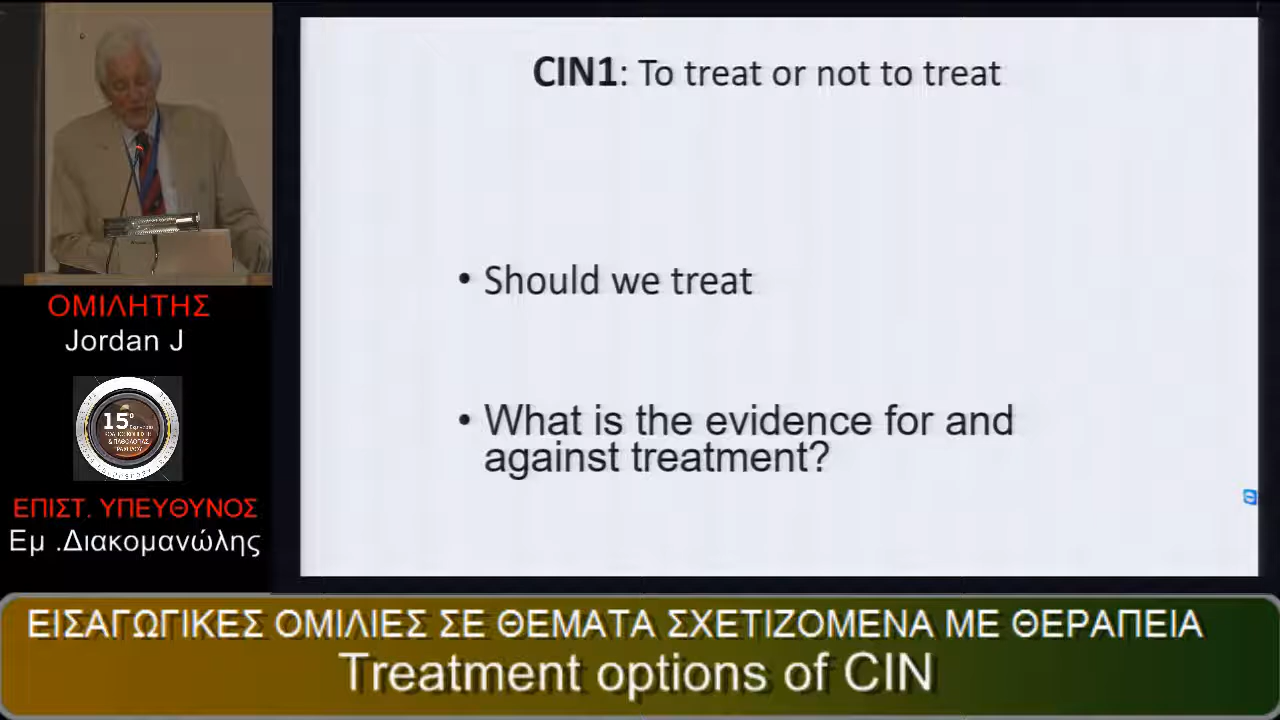 CIN1: To treat or not to treat
• Should we treat
• What is the evidence for and
against treatment?
ΟΜΙΛΗΤΗΣ
Jordan J
15ο
ΕΠΙΣΤ. ΥΠΕΥΘΥΝΟΣ
Εμ .Διακομανώλης
ΕΙΣΑΓΩΓΙΚΕΣ ΟΜΙΛΙΕΣ ΣΕ ΘΕΜΑΤΑ ΣΧΕΤΙΖΟΜΕΝΑ ΜΕ ΘΕΡΑΠΕΙΑ
Treatment options of CIN